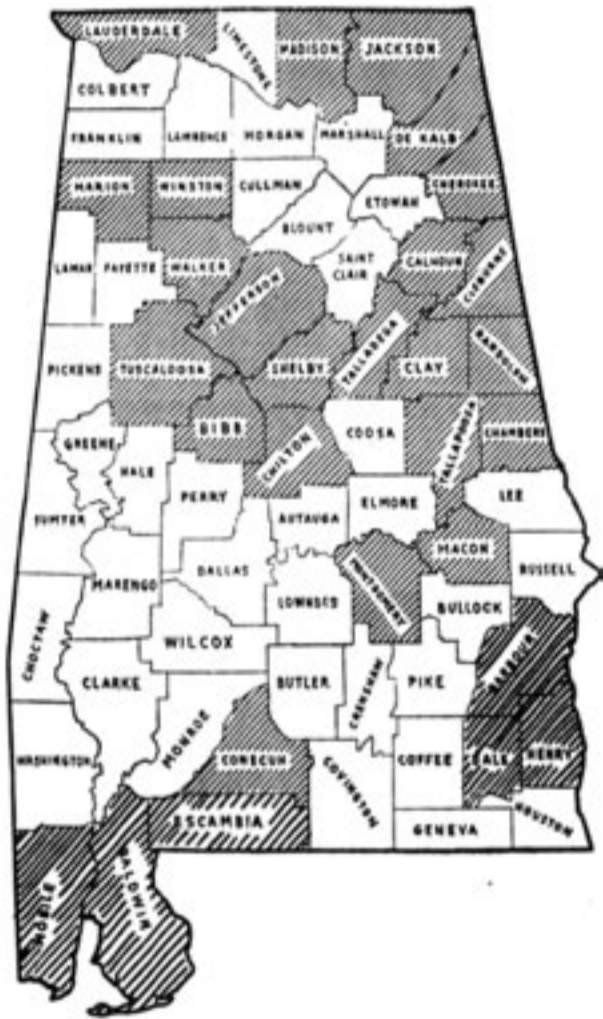 LAUDERDALE
LIMESTONE
MADISON
JACKSON
COLBERT
FRANKLIN
LAWRENCE
MORGAN
MARSHALL
DE KALB
MARION
WINSTON
CULLMAN
ETOWAH
CHEROKEE
BLOUNT
LAMAR
FAYETTE
WALKER
SAINT
CLAIR
CALHOUN
CLEBURNE
JEFFERSON
PICKENS
TUSCALOOSA
SHELBY
TALLADEGA
CLAY
RANDOLPH
GREENE
HALE
BIBB
CHILTON
COOSA
TALLAPOOSA
CHAMBERS
SUMTER
PERRY
AUTAUGA
ELMORE
LEE
MARENGO
DALLAS
LOWNDES
MONTGOMERY
MACON
BULLOCK
RUSSELL
CHOCTAW
CLARKE
WILCOX
BUTLER
CRENSHAW
PIKE
BARBOUR
WASHINGTON
MONROE
CONECUH
COVINGTON
COFFEE
DALE
HENRY
ESCAMBIA
GENEVA
HOUSTON
MOBILE
BALDWIN